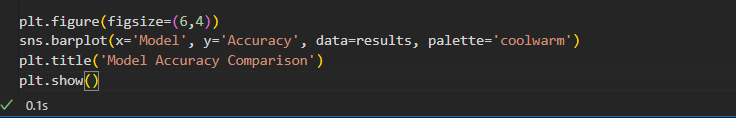 plt.figure(figsize=(6,4))
sns.barplot(x='Model', y='Accuracy', data=results, palette='coolwarm')
plt.title('Model Accuracy Comparison')
plt.show()
0.1s